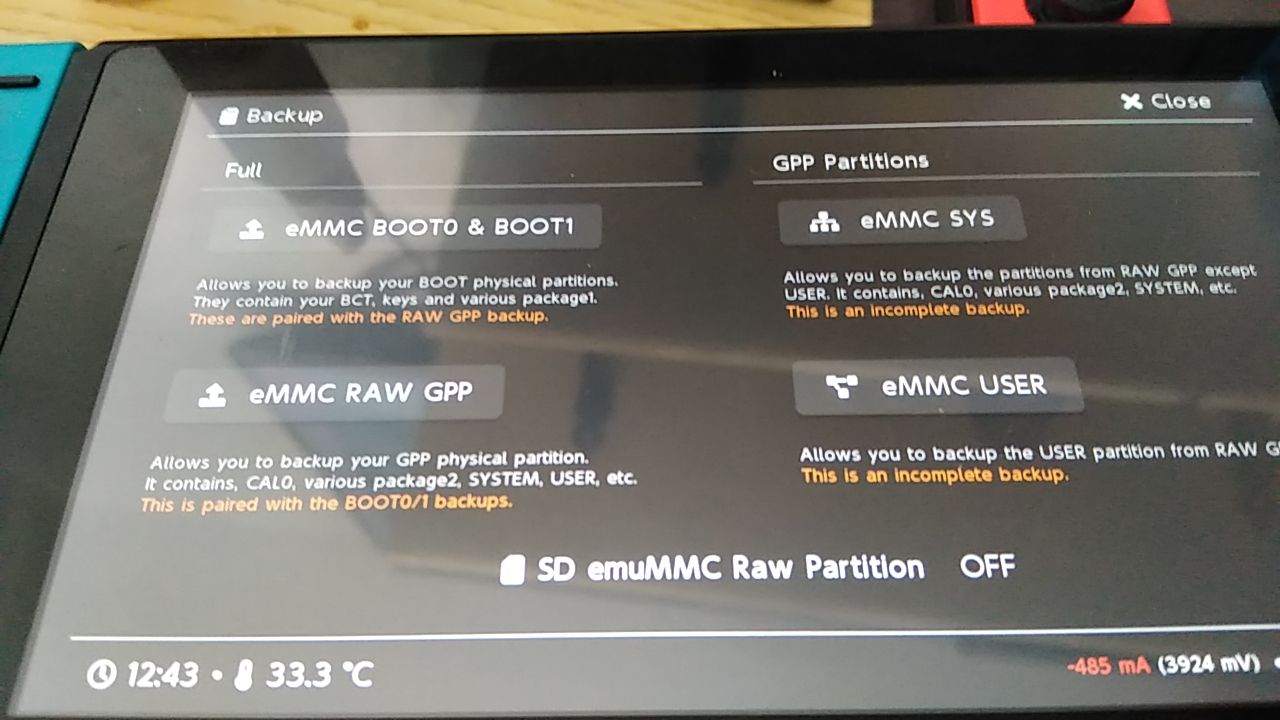 Backup
Close
Full
eMMC BOOT0 & BOOT1
Allows you to backup your BOOT physical partitions.
They contain your BCT, keys and various package1.
These are paired with the RAW GPP backup.
eMMC RAW GPP
Allows you to backup your GPP physical partition.
It contains, CAL0, various package2, SYSTEM, USER, etc.
This is paired with the BOOT0/1 backups.
GPP Partitions
eMMC SYS
Allows you to backup the partitions from RAW GPP except
USER. It contains, CAL0, various package2, SYSTEM, etc.
This is an incomplete backup.
eMMC USER
Allows you to backup the USER partition from RAW
This is an incomplete backup.
SD emuMMC Raw Partition OFF
12:43 • 33.3 °C
-485 mA (3924 mV)